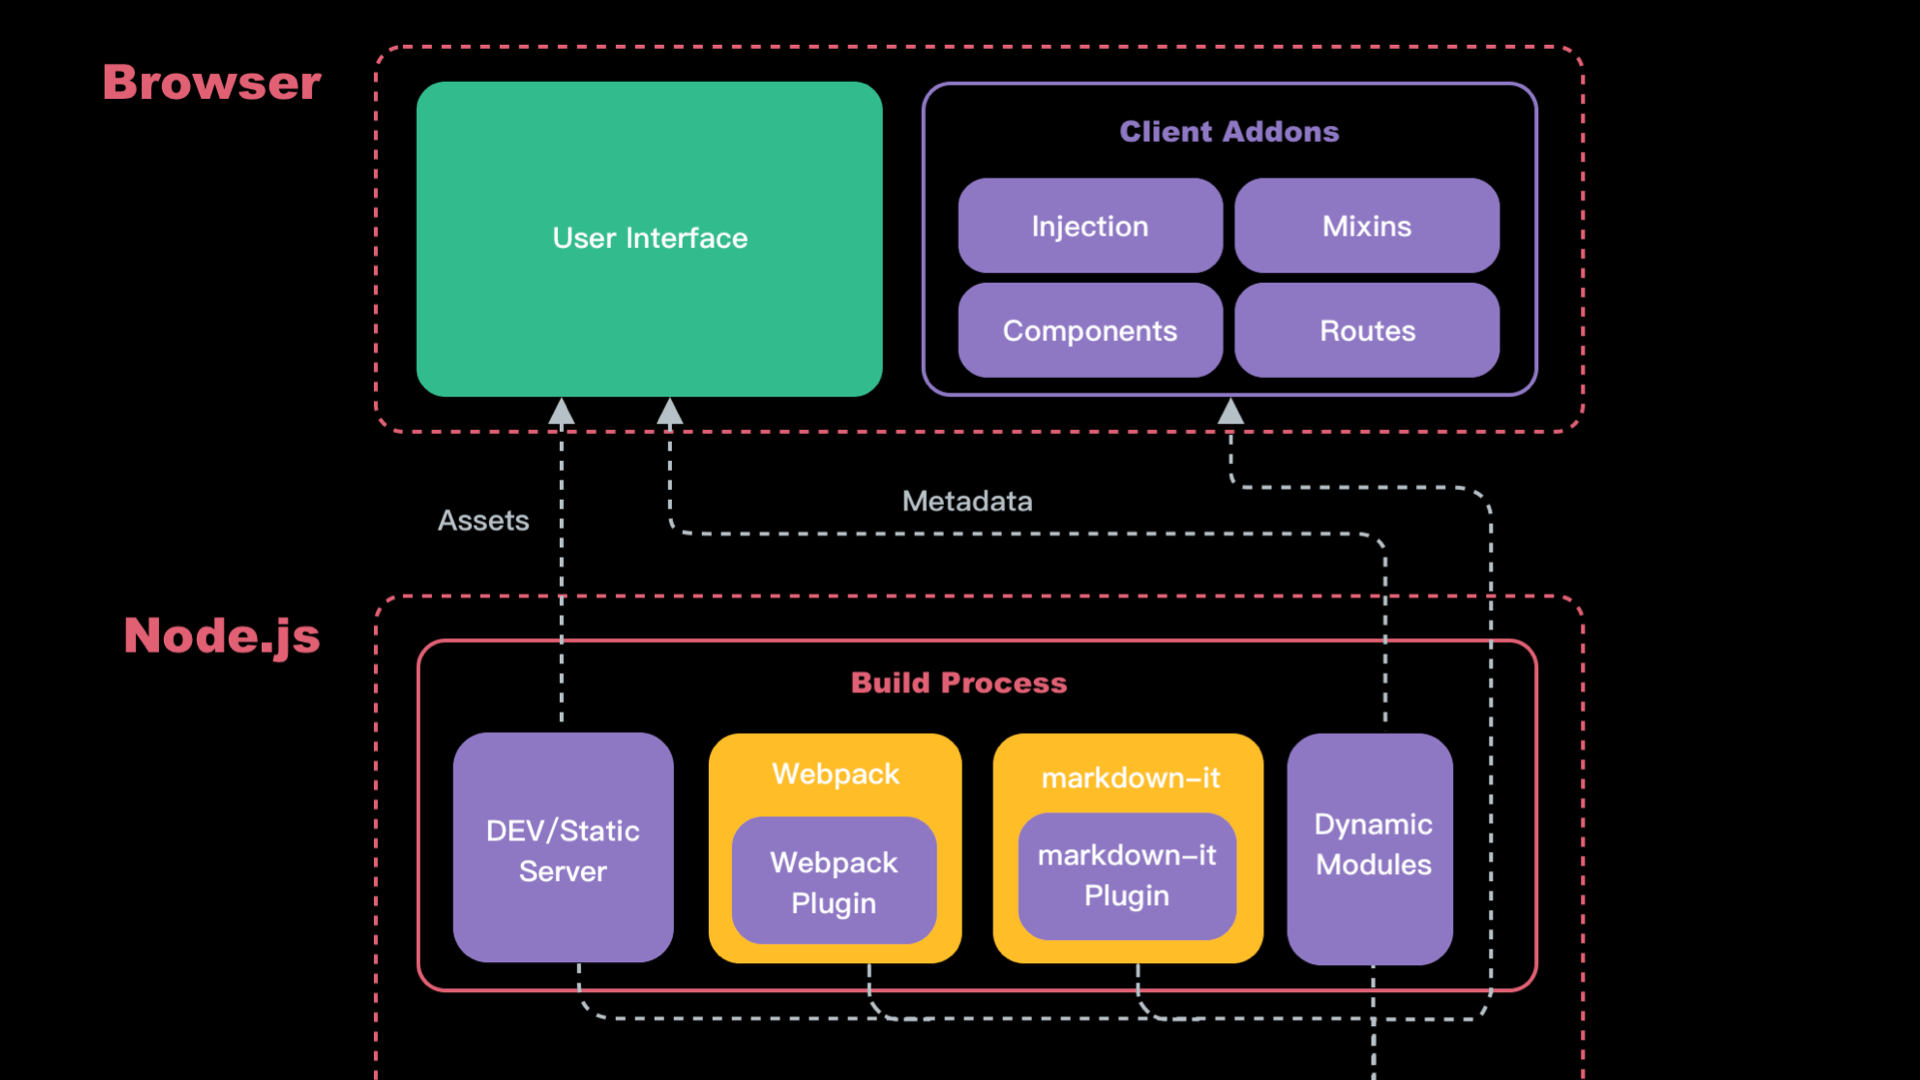 Browser
User Interface
Client Addons
Injection
Mixins
Components
Routes
Assets
Metadata
Node.js
Build Process
DEV/Static
Server
Webpack
Webpack
Plugin
markdown-it
markdown-it
Plugin
Dynamic
Modules